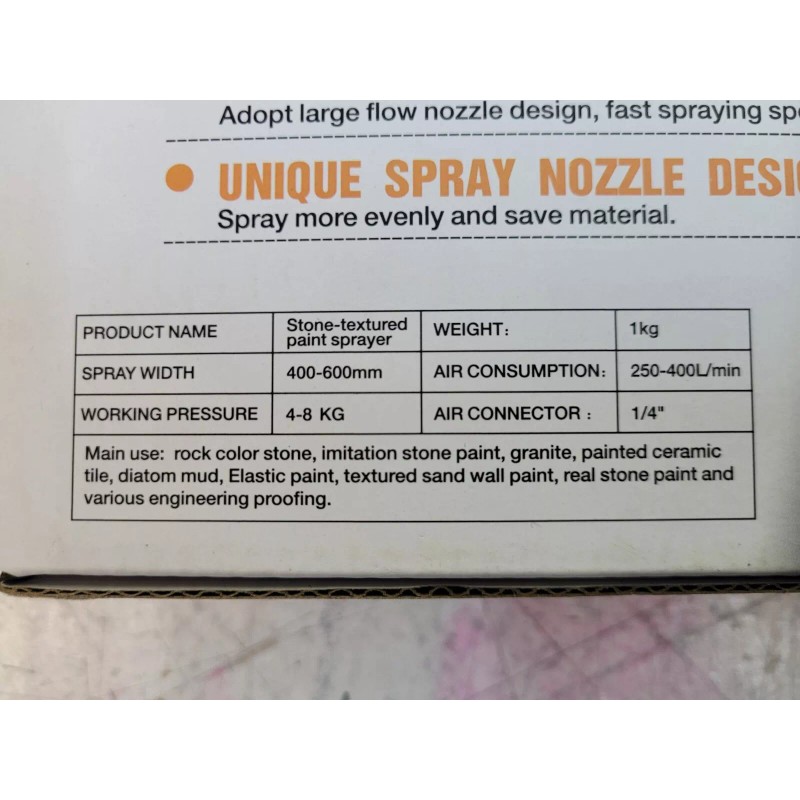 Adopt large flow nozzle design, fast spraying
UNIQUE SPRAY NOZZLE
Spray more evenly and save material.
PRODUCT NAME Stone-textured paint sprayer WEIGHT: 1kg
SPRAY WIDTH 400-600mm AIR CONSUMPTION: 250-400L/min
WORKING PRESSURE 4-8 KG AIR CONNECTOR : 1/4"
Main use: rock color stone, imitation stone paint, granite, painted ceramic
tile, diatom mud, Elastic paint, textured sand wall paint, real stone paint and
various engineering proofing.